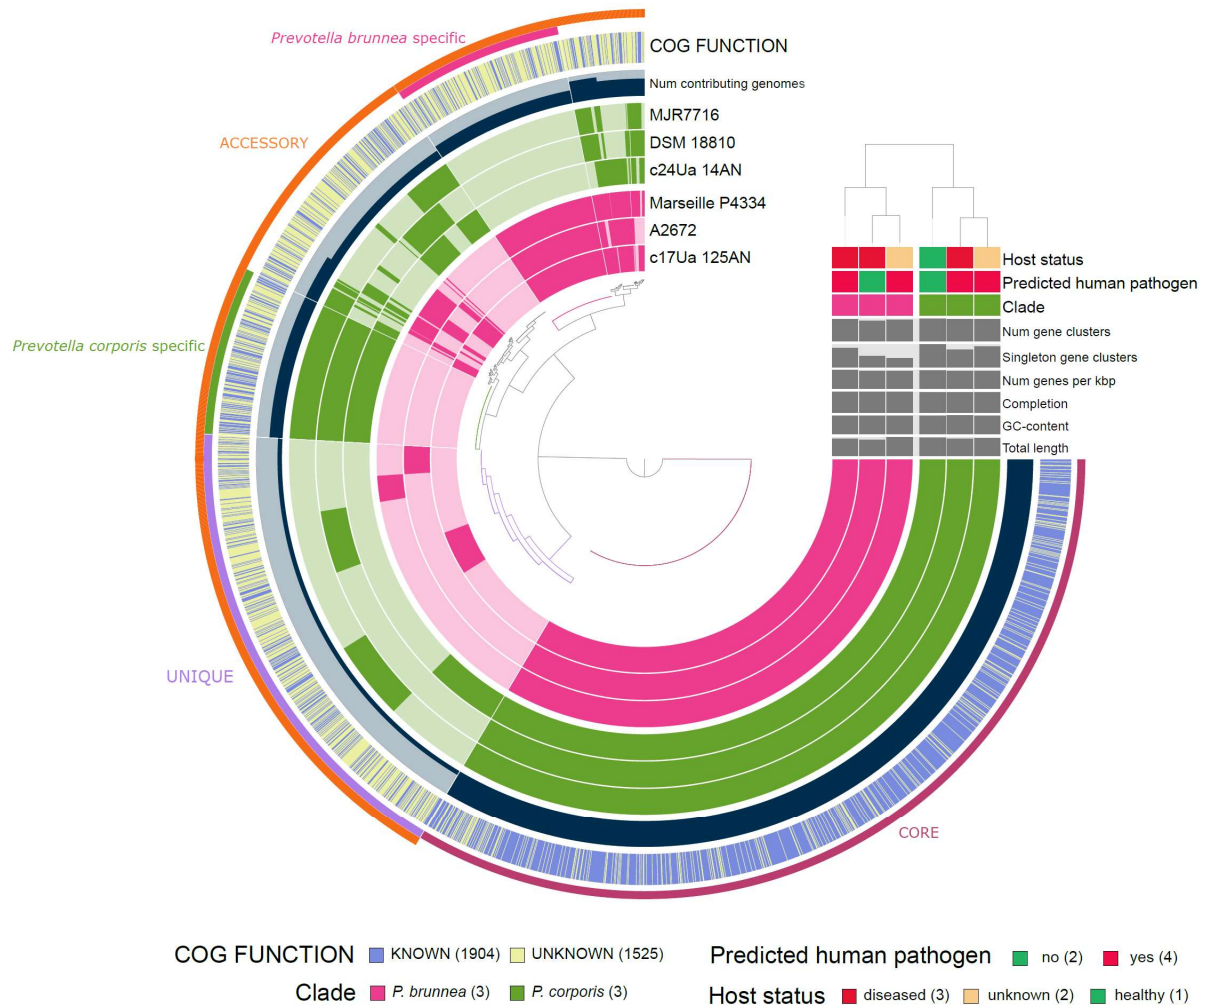 Prevotella brunnea specific
COG FUNCTION
Num contributing genomes
MJR7716
ACCESSORY
DSM 18810
c24Ua 14AN
Marseille P4334
A2672
c17Ua 125AN
Host status
Predicted human pathogen
Clade
Num gene clusters
Prevotella corporis specific
Singleton gene clusters
Num genes per kbp
Completion
GC-content
Total length
UNIQUE
CORE
COG FUNCTION KNOWN (1904) UNKNOWN (1525)
Predicted human pathogen no (2) yes (4)
Clade P. brunnea (3) P. corporis (3)
Host status diseased (3) unknown (2) healthy (1)